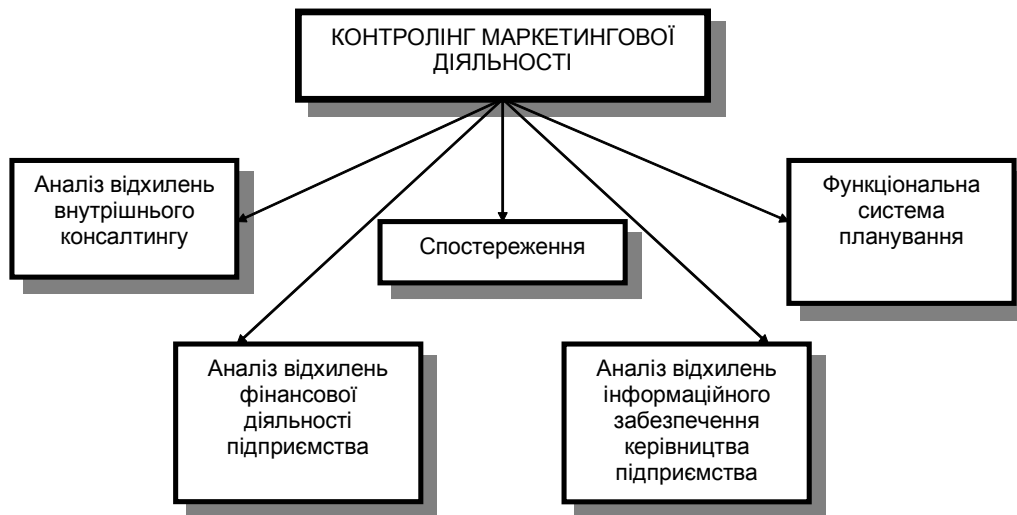 КОНТРОЛІНГ МАРКЕТИНГОВОЇ
ДІЯЛЬНОСТІ
Аналіз відхилень
внутрішнього
консалтингу
Спостереження
Функціональна
система
планування
Аналіз відхилень
фінансової
діяльності
підприємства
Аналіз відхилень
інформаційного
забезпечення
керівництва
підприємства